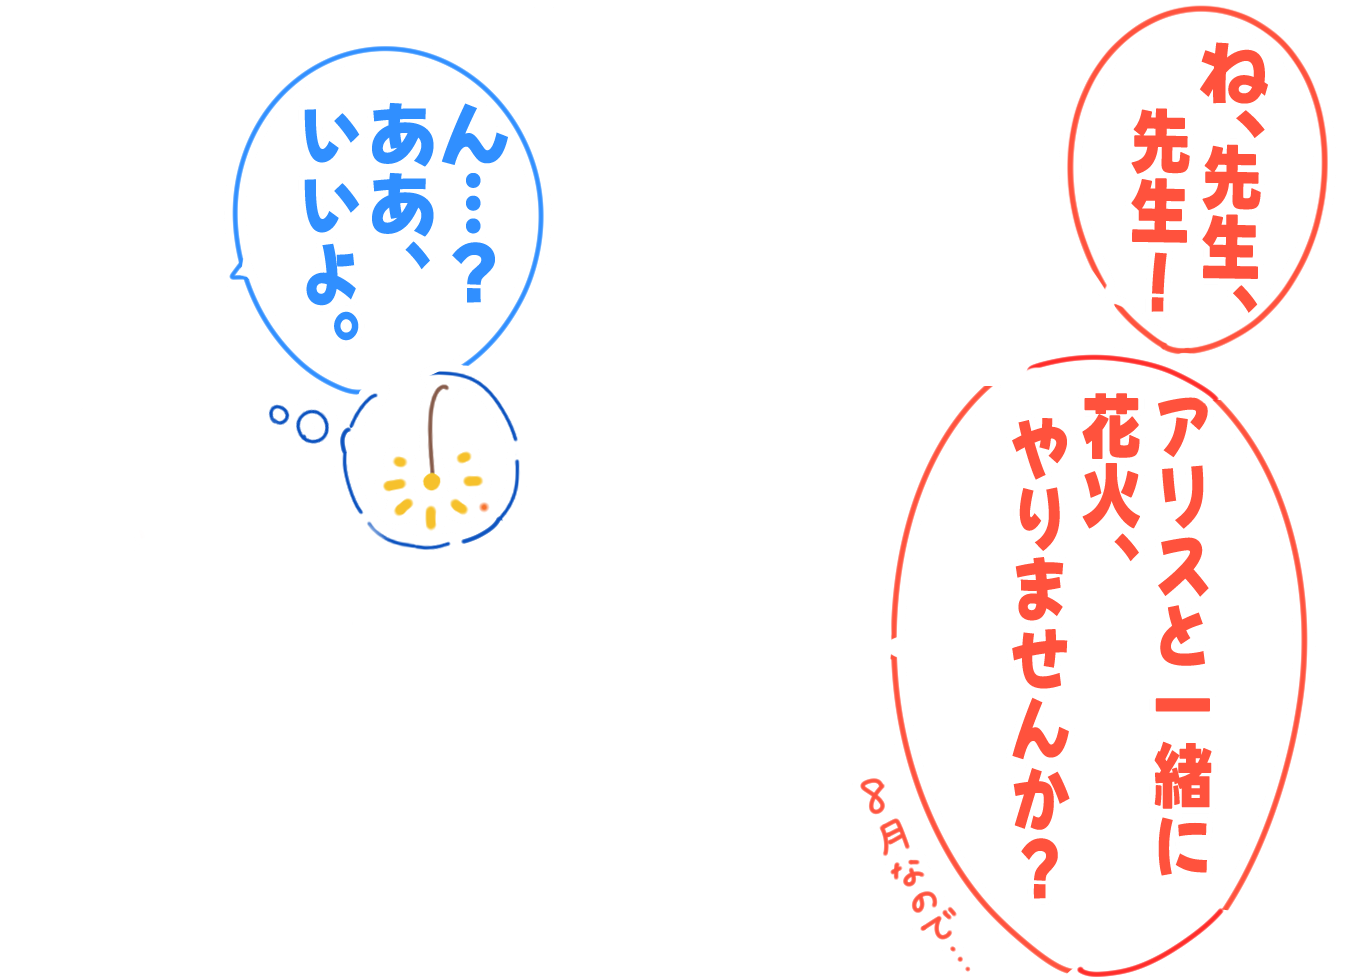 ね、先生、
先生！
アリスと一緒に
花火、
やりませんか？
8月なので…
ん…？
ああ、
いいよ。